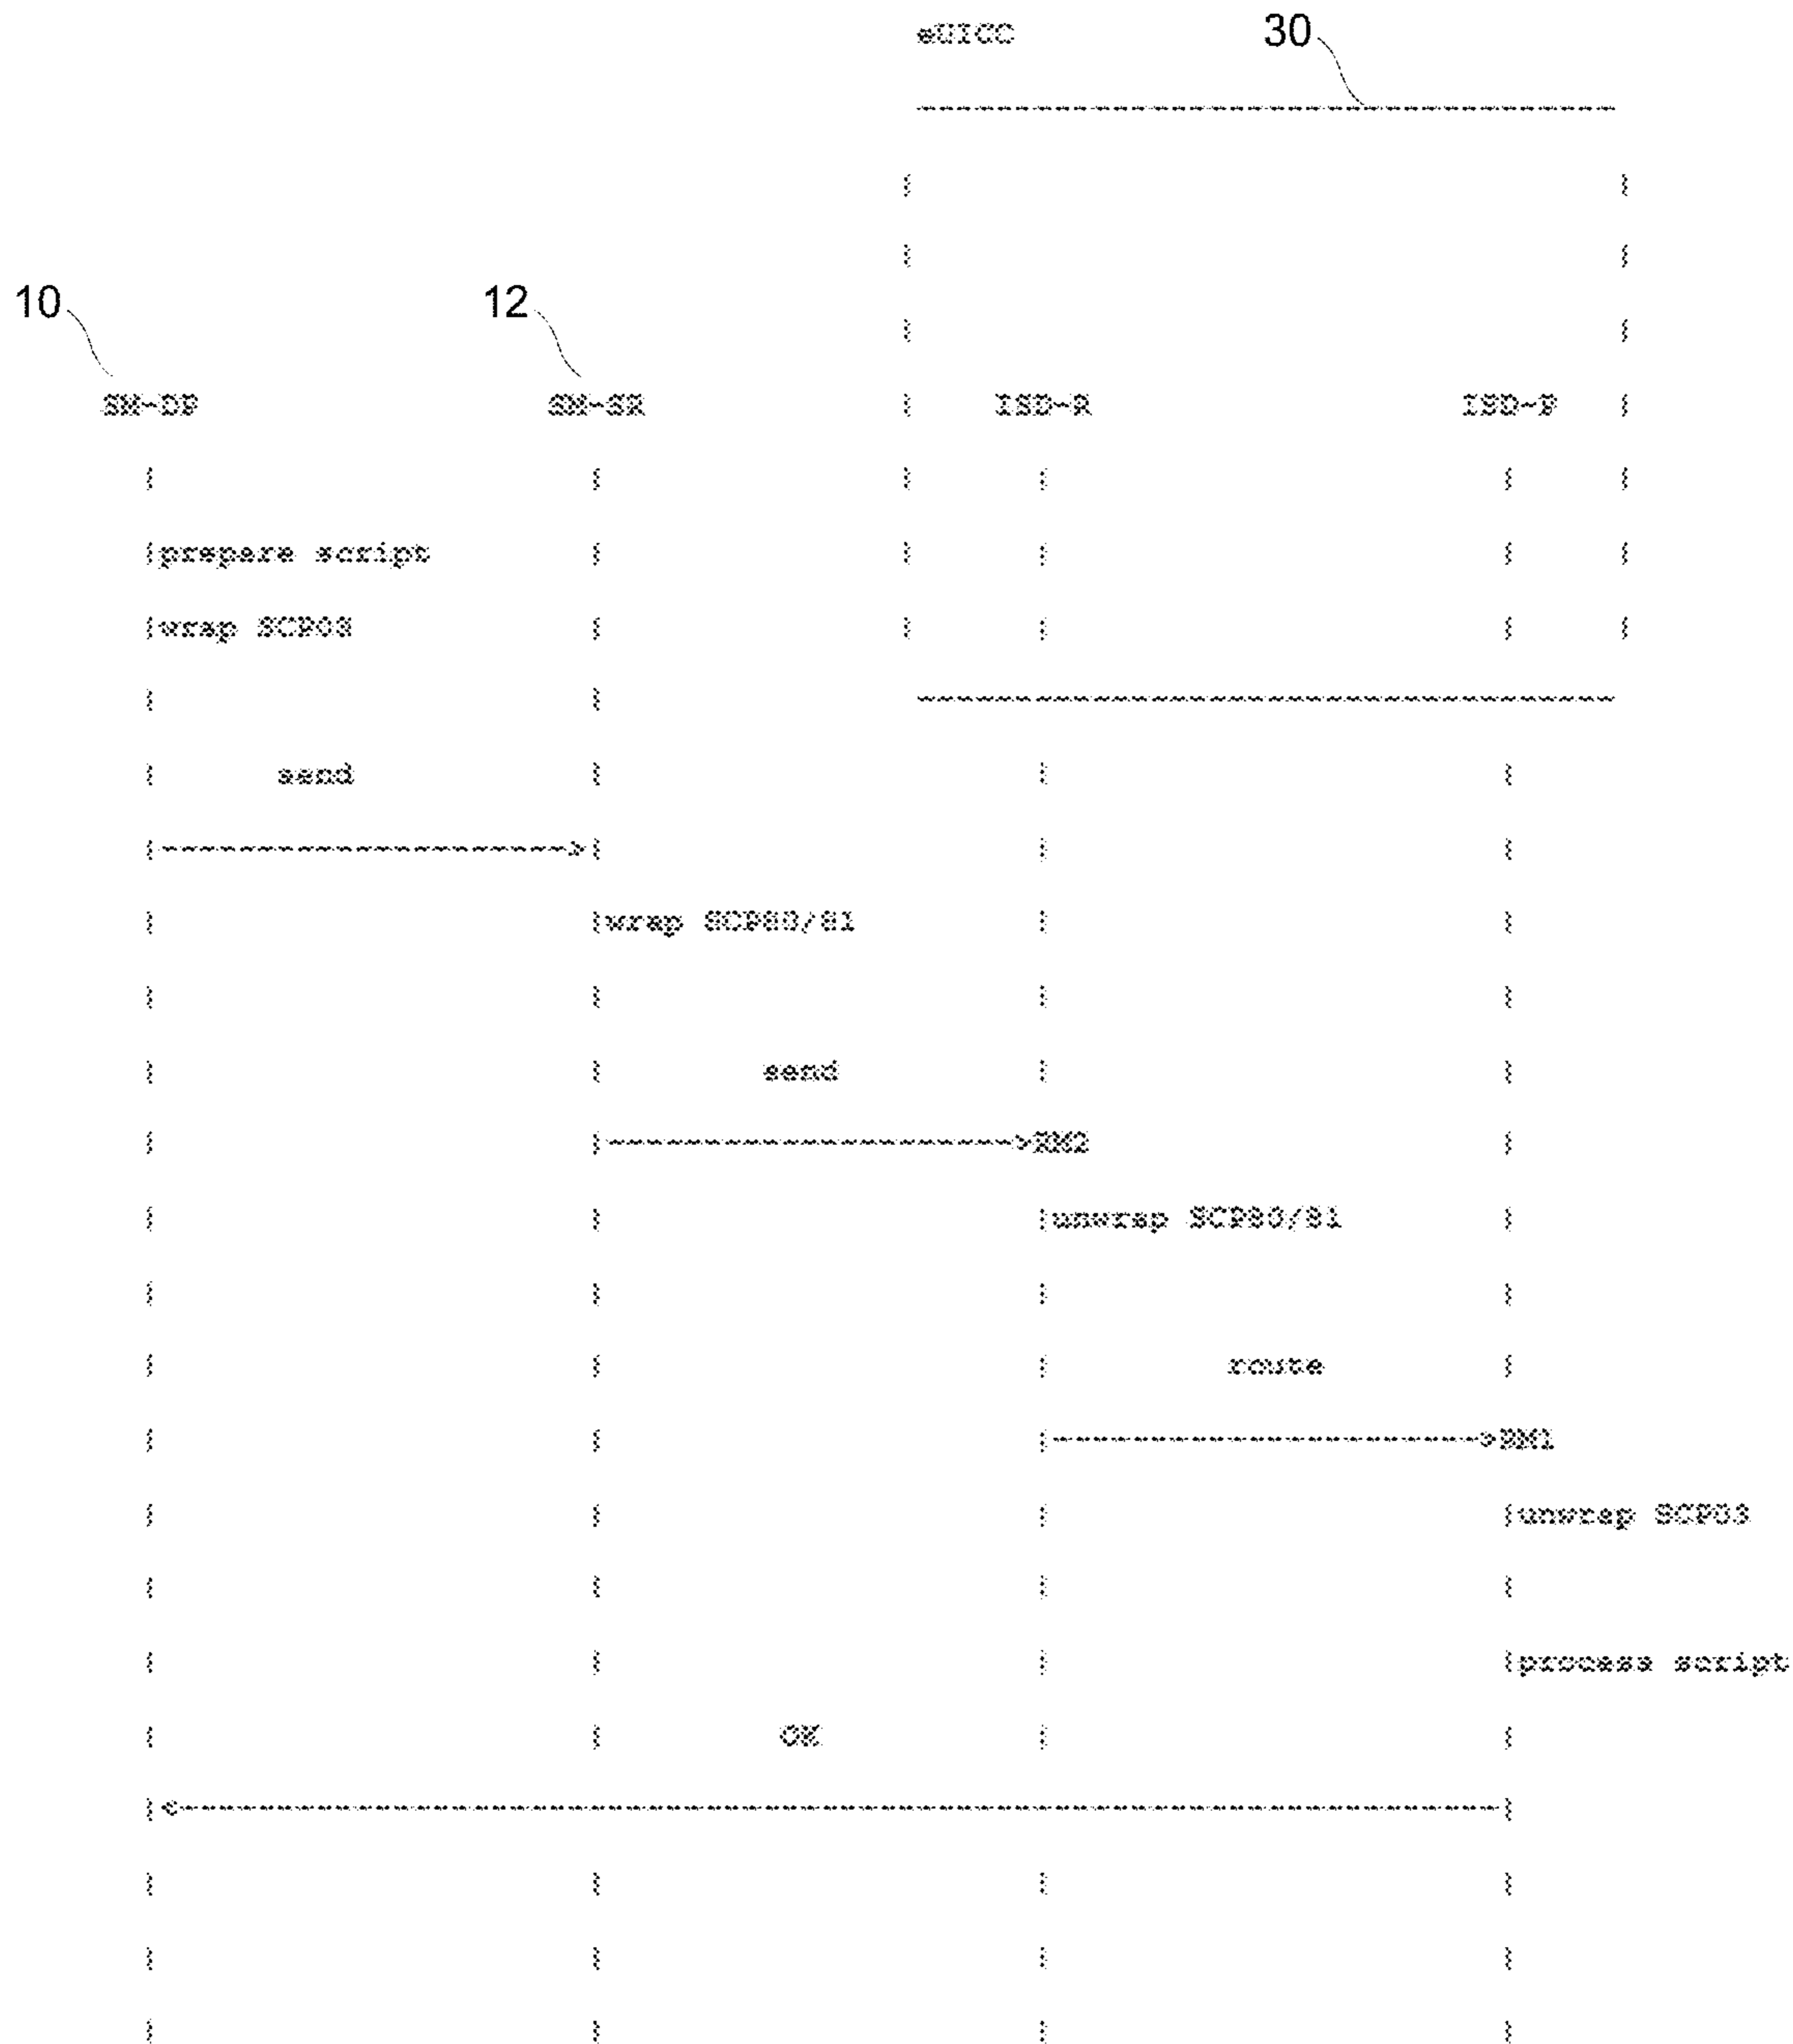 eUICC
30
10
12
SM-DP
SM-SR
ISD-R
ISD-P
prepare script
wrap SCP03
send
wrap SCP80/81
send
RM2
unwrap SCP80/81
route
RM1
unwrap SCP03
process script
OK